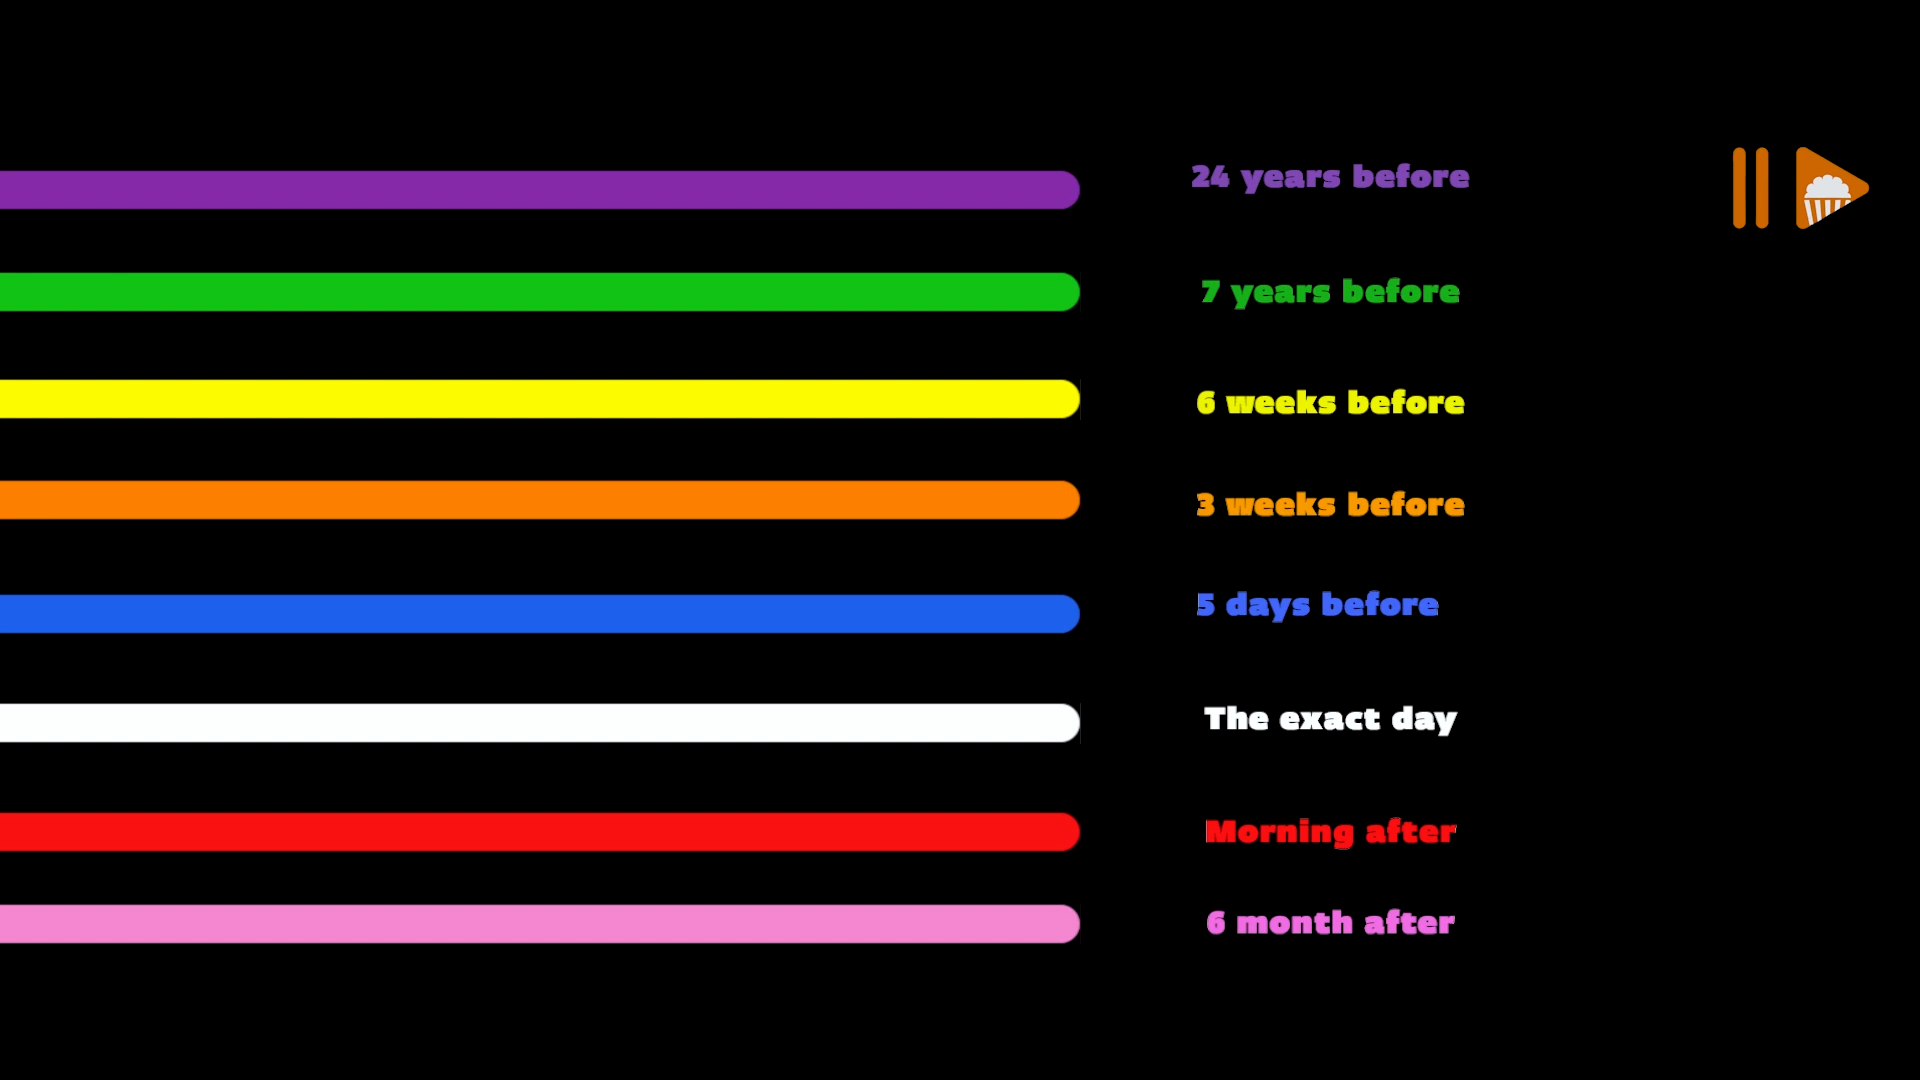 24 years before
7 years before
6 weeks before
3 weeks before
5 days before
The exact day
Morning after
6 month after